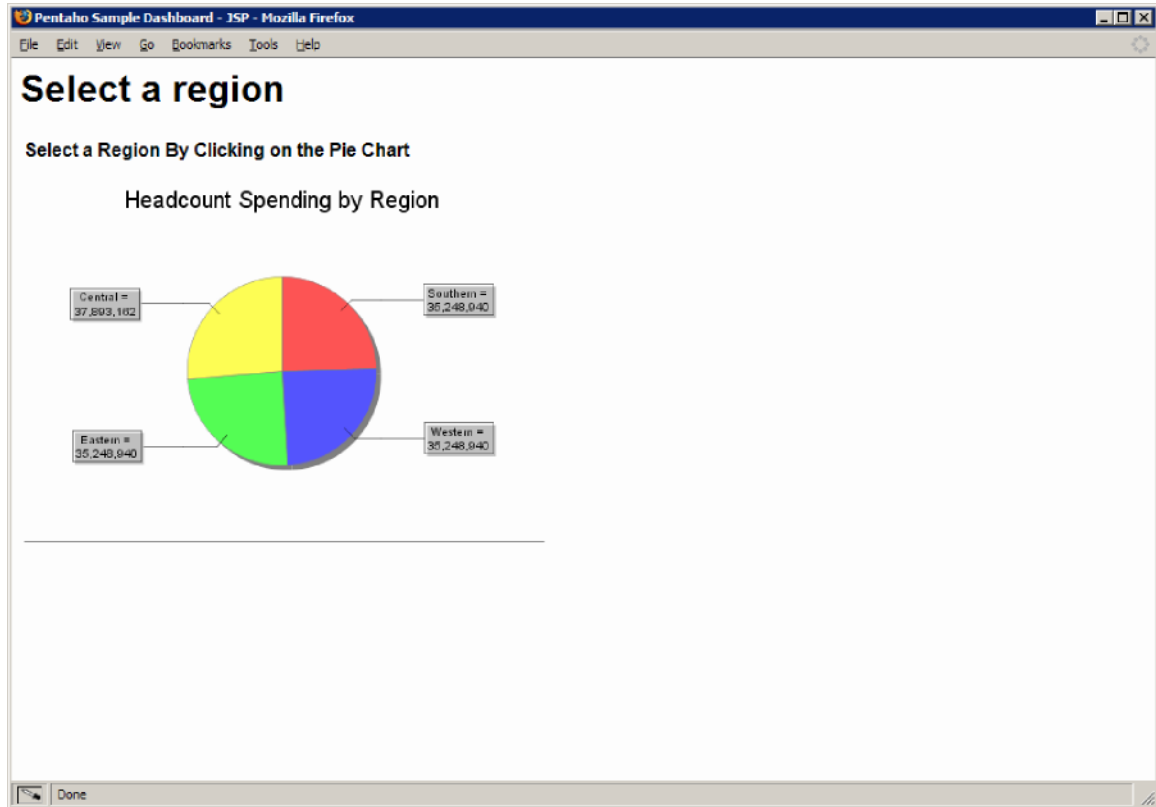 Pentaho Sample Dashboard - JSP - Mozilla Firefox
File Edit View Go Bookmarks Tools Help
Select a region
Select a Region By Clicking on the Pie Chart
Headcount Spending by Region
Central =
37,893,162
Southern =
35,248,940
Eastern =
35,248,940
Western =
35,248,940
Done